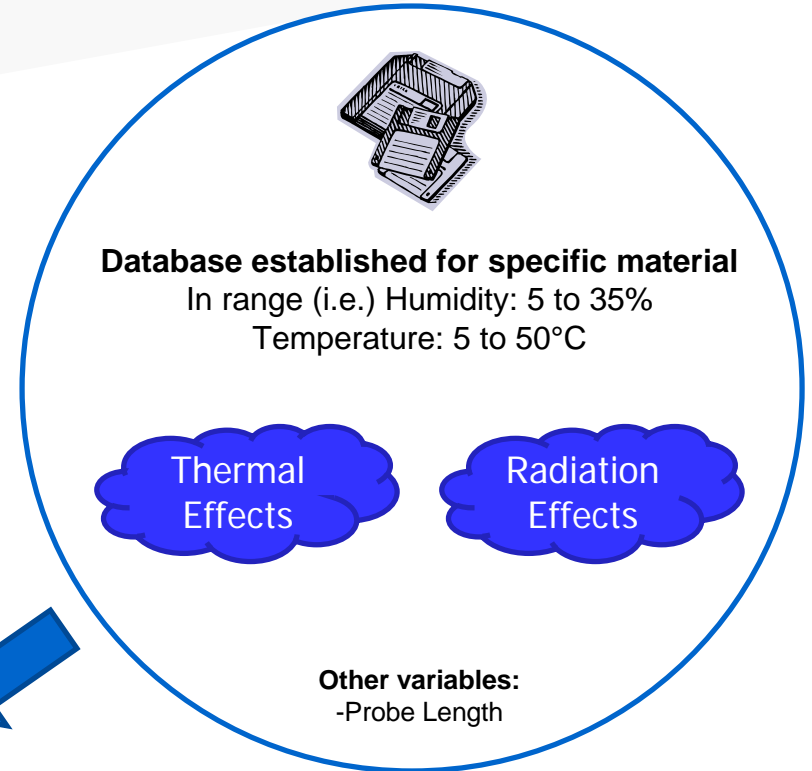 Database established for specific material
In range (i.e.) Humidity: 5 to 35%
Temperature: 5 to 50°C
Thermal
Effects
Radiation
Effects
Other variables:
-Probe Length